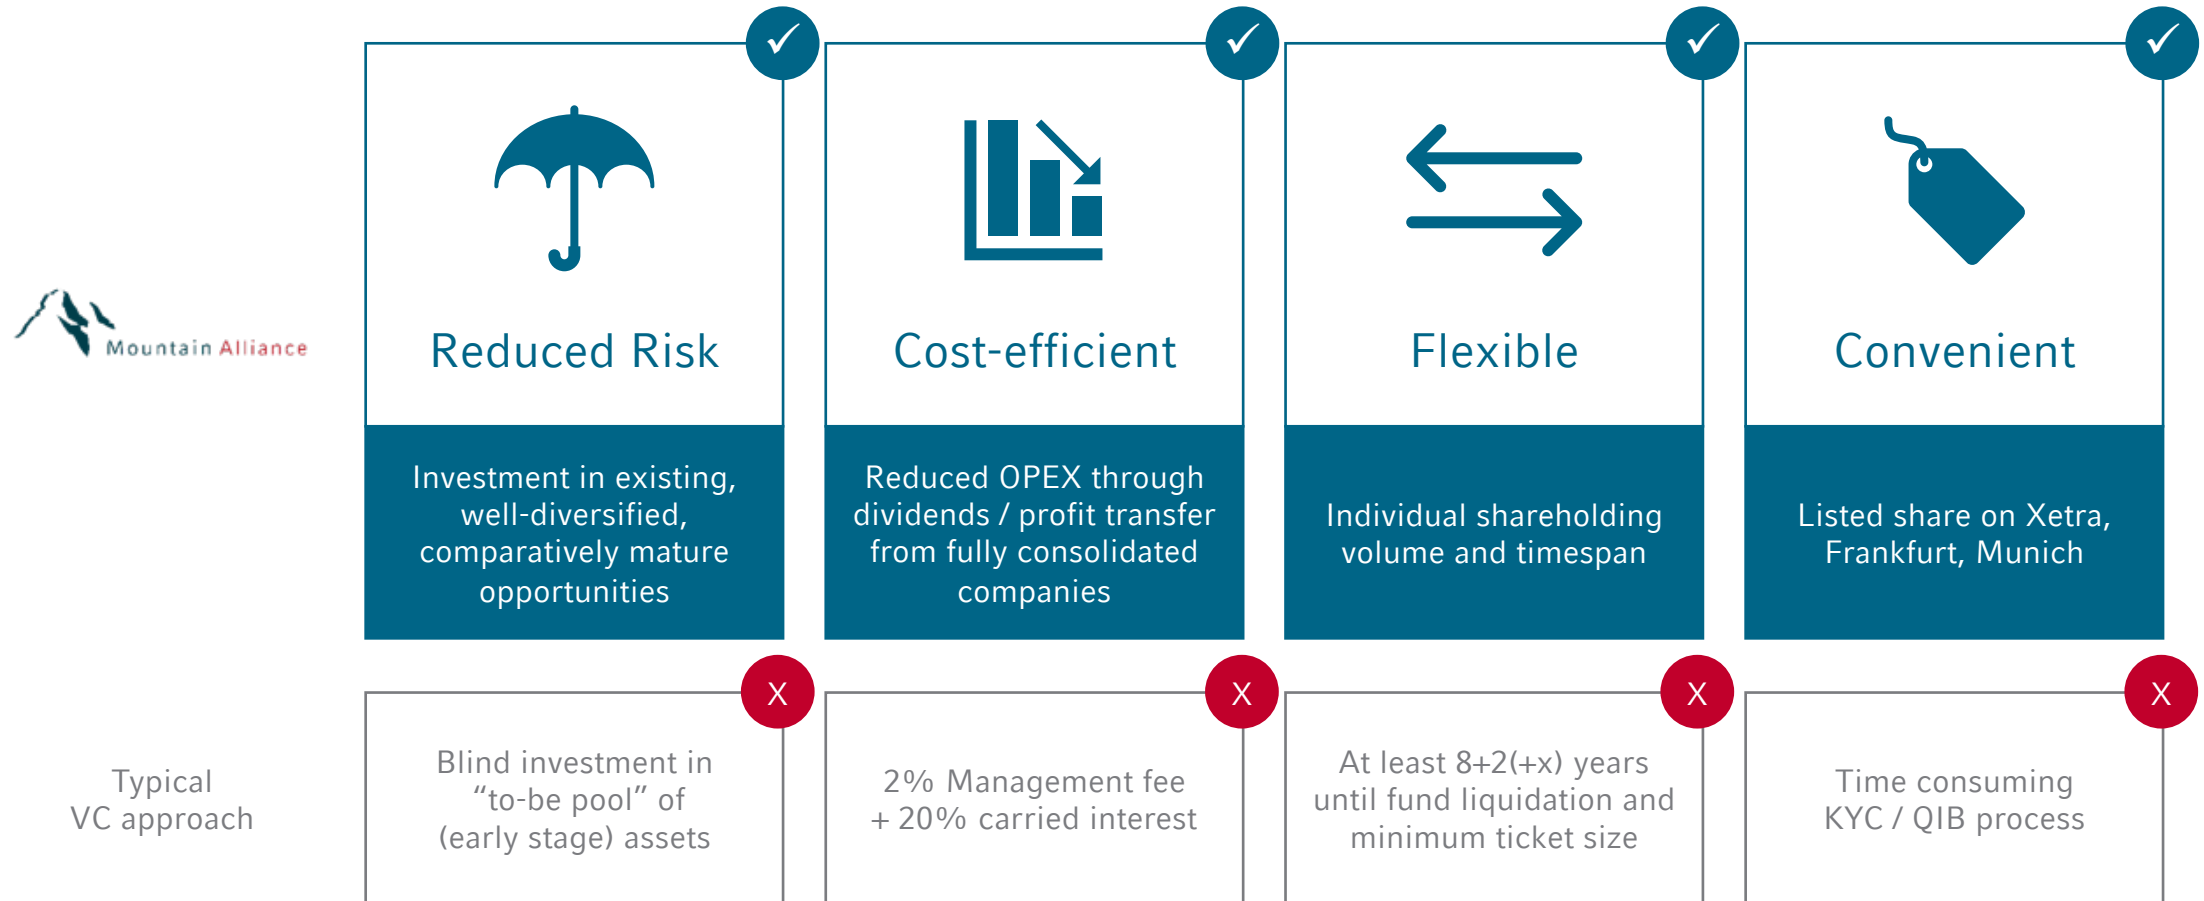 Mountain Alliance
Reduced Risk
Investment in existing,
well-diversified,
comparatively mature
opportunities
Cost-efficient
Reduced OPEX through
dividends / profit transfer
from fully consolidated
companies
Flexible
Individual shareholding
volume and timespan
Convenient
Listed share on Xetra,
Frankfurt, Munich
Typical
VC approach
X
Blind investment in
“to-be pool” of
(early stage) assets
X
2% Management fee
+ 20% carried interest
X
At least 8+2(+x) years
until fund liquidation and
minimum ticket size
X
Time consuming
KYC / QIB process